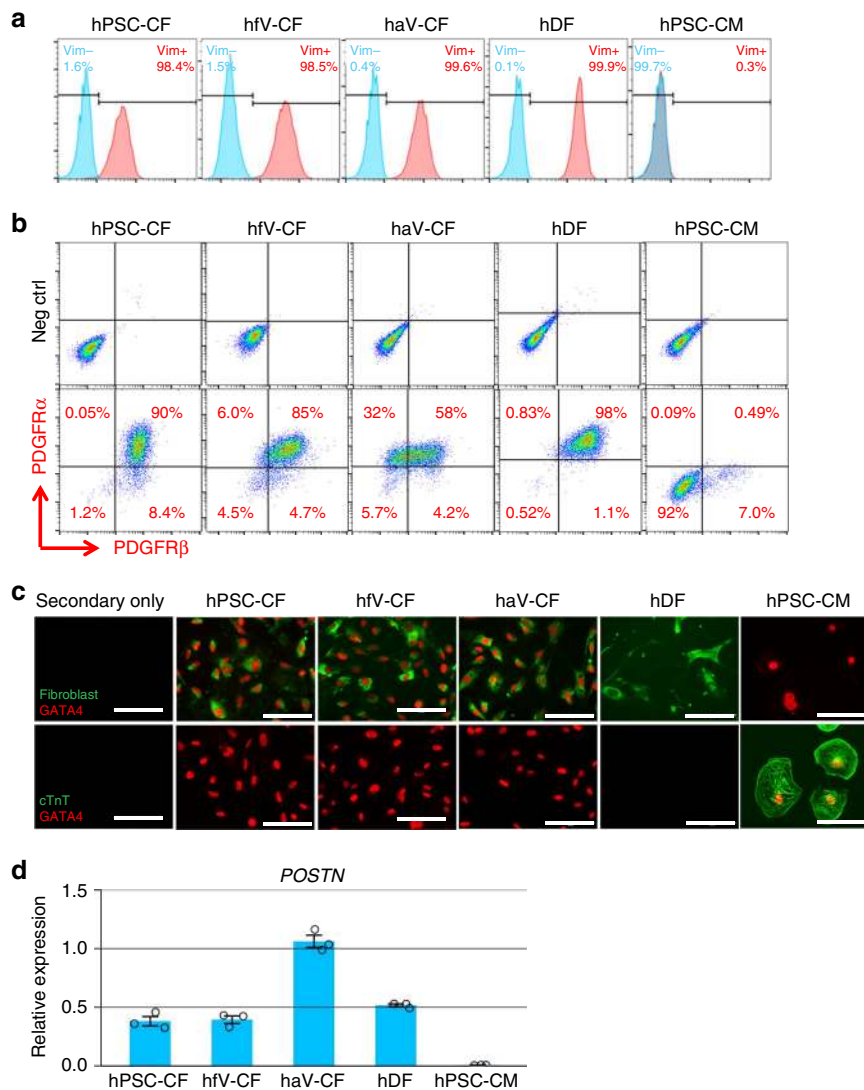 a
hPSC-CF hfV-CF haV-CF hDF hPSC-CM
Vim– Vim+ Vim– Vim+ Vim– Vim+ Vim– Vim+ Vim– Vim+
1.6% 98.4% 1.5% 98.5% 0.4% 99.6% 0.1% 99.9% 99.7% 0.3%
b
hPSC-CF hfV-CF haV-CF hDF hPSC-CM
Neg ctrl
0.05% 90% 6.0% 85% 32% 58% 0.83% 98% 0.09% 0.49%
1.2% 8.4% 4.5% 4.7% 5.7% 4.2% 0.52% 1.1% 92% 7.0%
PDGFRα
PDGFRβ
c
Secondary only hPSC-CF hfV-CF haV-CF hDF hPSC-CM
Fibroblast
GATA4
cTnT
GATA4
d
POSTN
Relative expression
1.5
1.0
0.5
0.0
hPSC-CF hfV-CF haV-CF hDF hPSC-CM